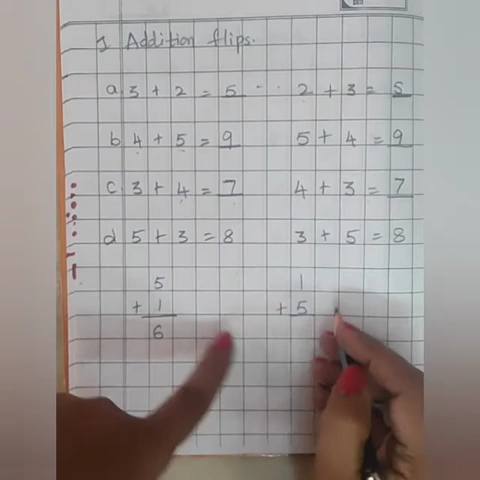 1 Addition flips.
a. 3 + 2 = 5 2 + 3 = 5
b 4 + 5 = 9 5 + 4 = 9
c. 3 + 4 = 7 4 + 3 = 7
d 5 + 3 = 8 3 + 5 = 8
5 1
+ 1 + 5
6